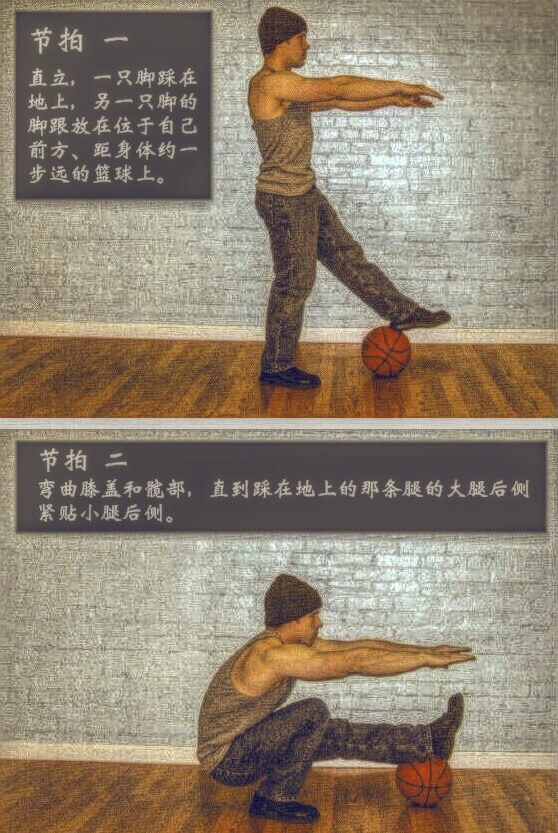 节拍 一
直立，一只脚踩在
地上，另一只脚的
脚跟放在位于自己
前方、距身体约一
步远的篮球上。
节拍 二
弯曲膝盖和髋部，直到踩在地上的那条腿的大腿后侧
紧贴小腿后侧。